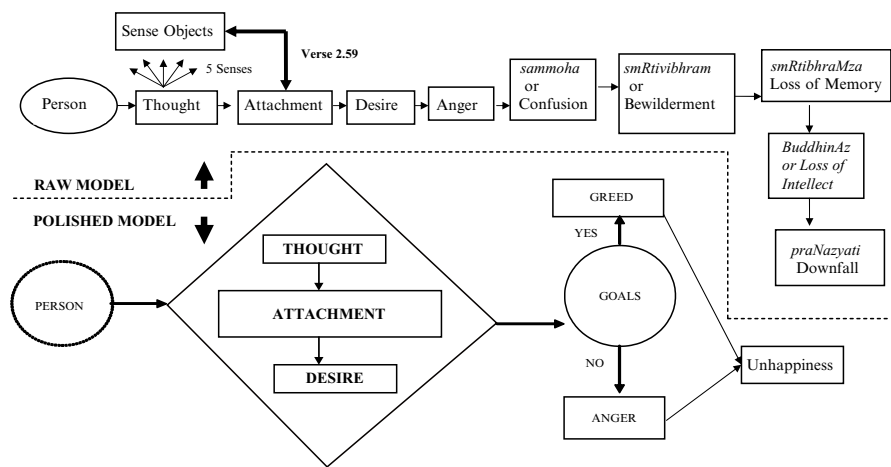 Sense Objects
Verse 2.59
5 Senses
Person
Thought
Attachment
Desire
Anger
sammoha
or
Confusion
smRtivibhram
or
Bewilderment
smRtibhraMza
Loss of Memory
BuddhinAz
or Loss of
Intellect
praNazyati
Downfall
RAW MODEL
POLISHED MODEL
PERSON
THOUGHT
ATTACHMENT
DESIRE
GREED
YES
GOALS
NO
ANGER
Unhappiness